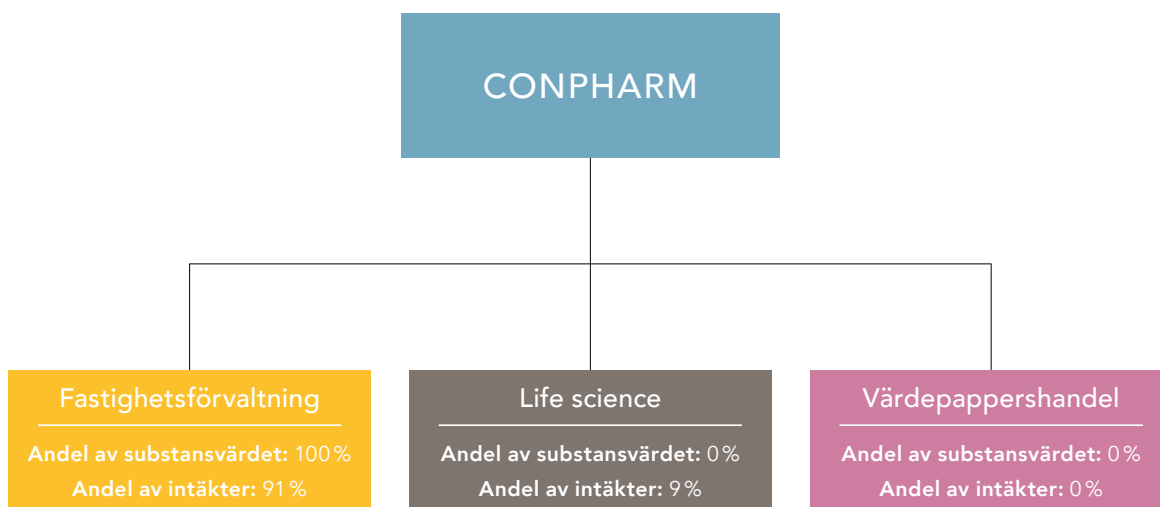 CONPHARM
Fastighetsförvaltning
Andel av substansvärdet: 100 %
Andel av intäkter: 91 %
Life science
Andel av substansvärdet: 0 %
Andel av intäkter: 9 %
Värdepappershandel
Andel av substansvärdet: 0 %
Andel av intäkter: 0 %